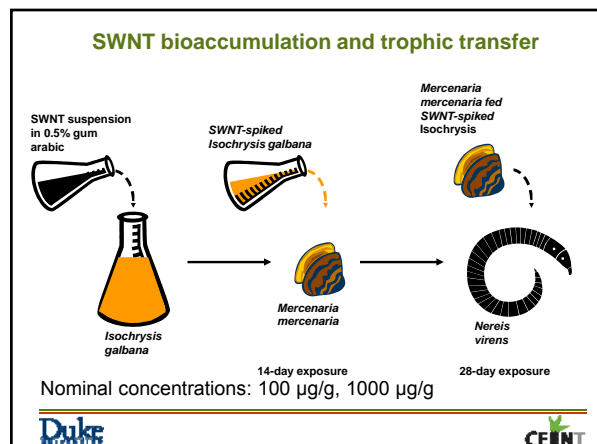 SWNT bioaccumulation and trophic transfer
SWNT suspension
in 0.5% gum
arabic
SWNT-spiked
Isochrysis galbana
Mercenaria
mercenaria fed
SWNT-spiked
Isochrysis
Isochrysis
galbana
Mercenaria
mercenaria
Nereis
virens
14-day exposure
28-day exposure
Nominal concentrations: 100 µg/g, 1000 µg/g
Duke
CEINT